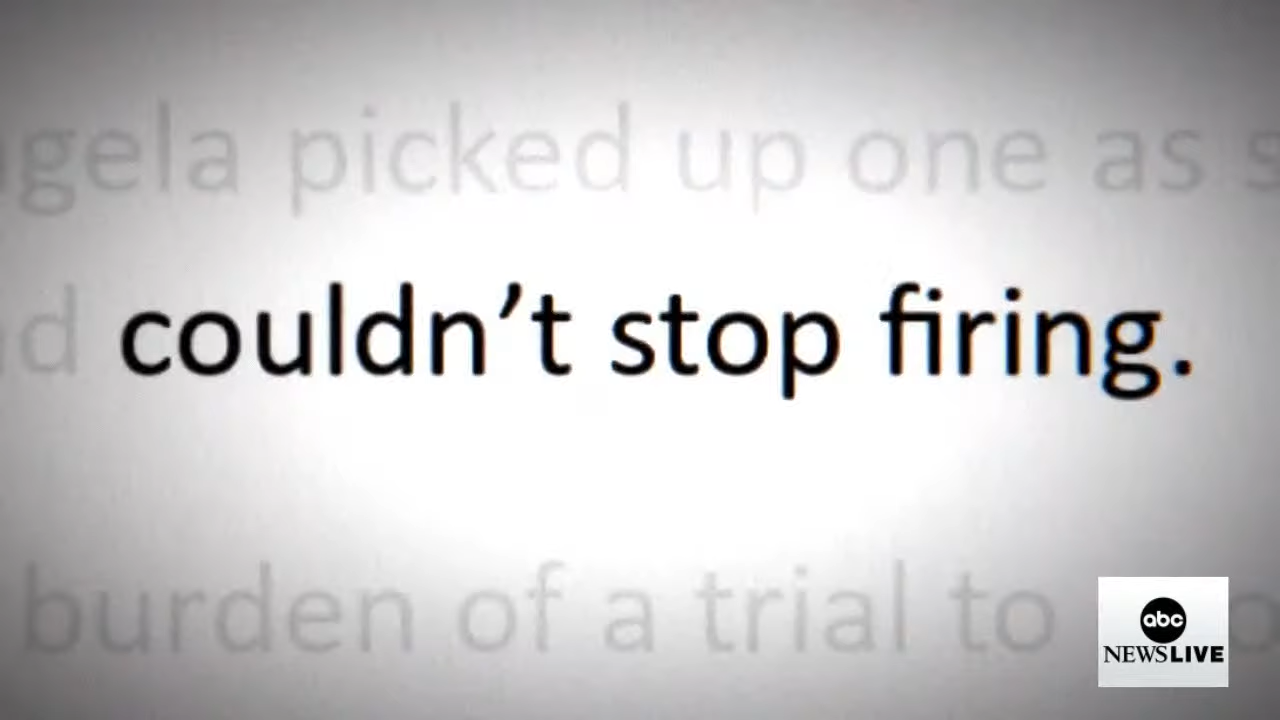 gela picked up one as
couldn't stop firing.
burden of a trial to
abc
NEWSLIVE